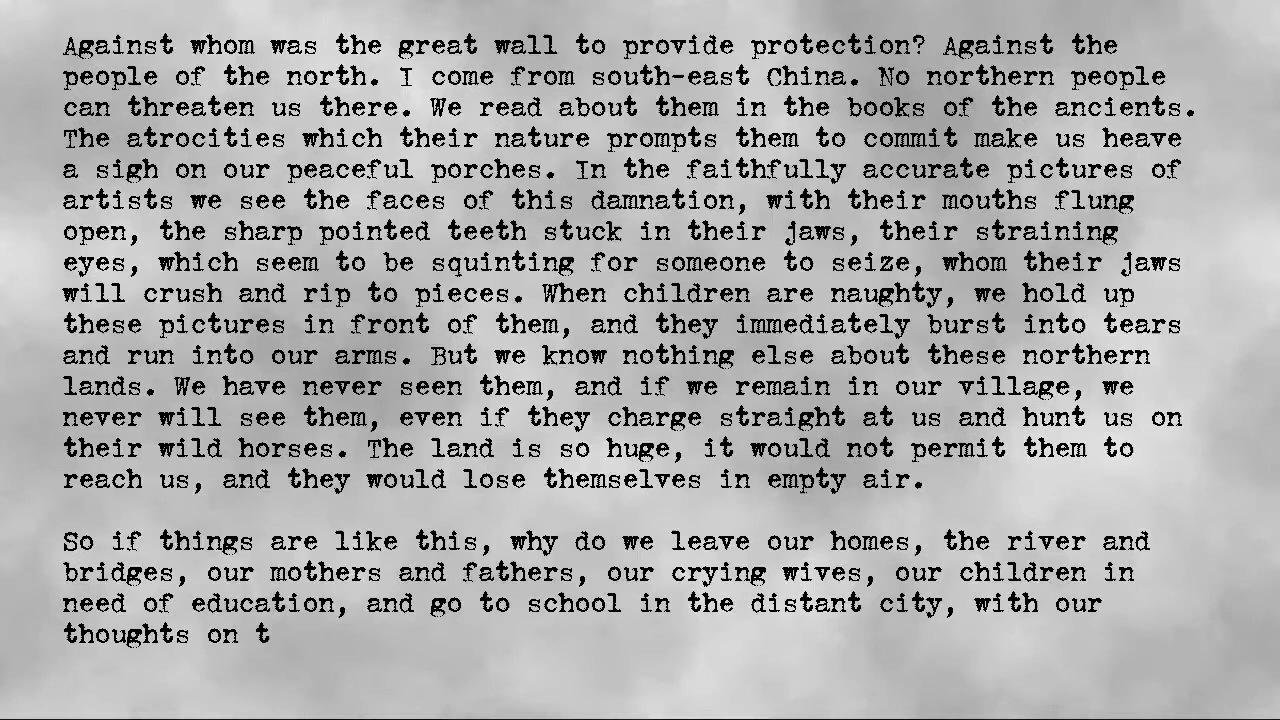 Against whom was the great wall to provide protection? Against the
people of the north. I come from south-east China. No northern people
can threaten us there. We read about them in the books of the ancients.
The atrocities which their nature prompts them to commit make us heave
a sigh on our peaceful porches. In the faithfully accurate pictures of
artists we see the faces of this damnation, with their mouths flung
open, the sharp pointed teeth stuck in their jaws, their straining
eyes, which seem to be squinting for someone to seize, whom their jaws
will crush and rip to pieces. When children are naughty, we hold up
these pictures in front of them, and they immediately burst into tears
and run into our arms. But we know nothing else about these northern
lands. We have never seen them, and if we remain in our village, we
never will see them, even if they charge straight at us and hunt us on
their wild horses. The land is so huge, it would not permit them to
reach us, and they would lose themselves in empty air.

So if things are like this, why do we leave our homes, the river and
bridges, our mothers and fathers, our crying wives, our children in
need of education, and go to school in the distant city, with our
thoughts on t